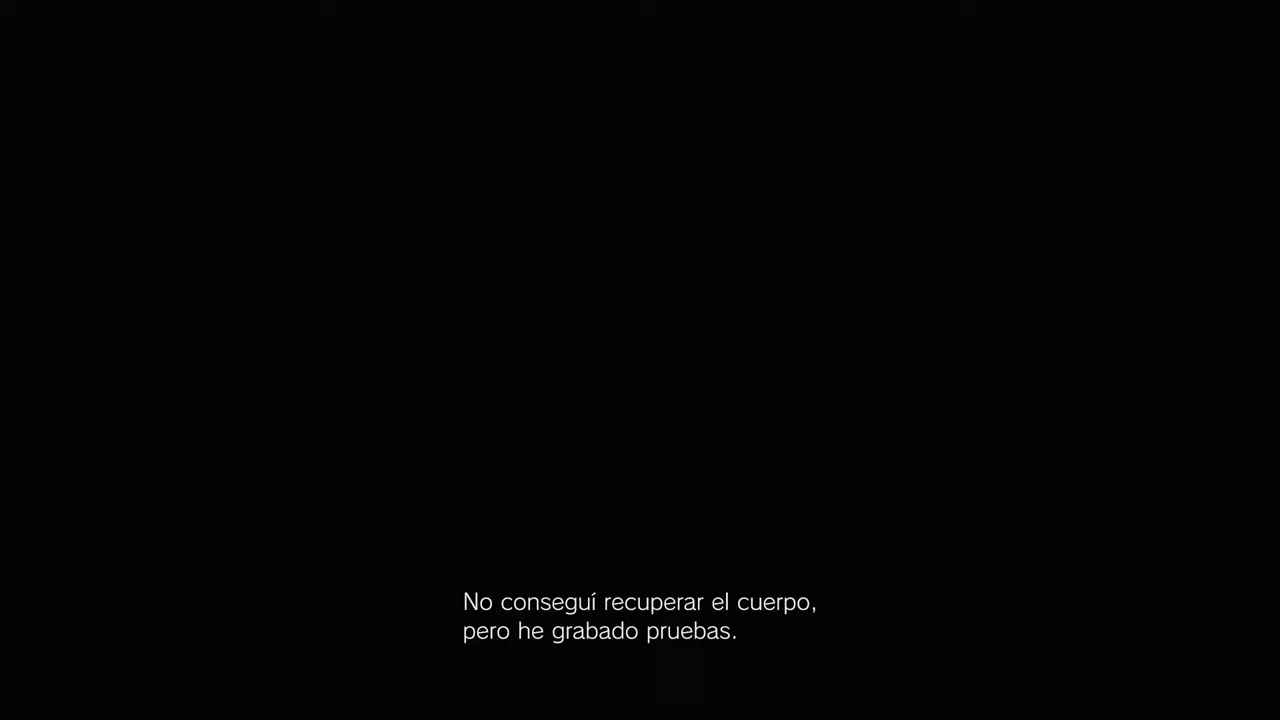 No conseguí recuperar el cuerpo,
pero he grabado pruebas.